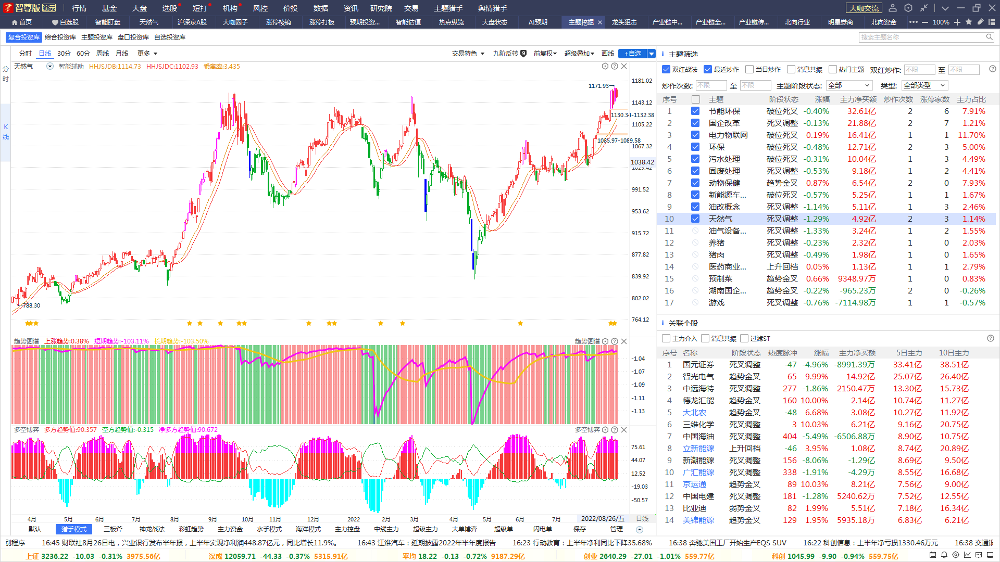 智尊版 演示 行情 基金 大盘 选股 短打 机构 风控 价投 数据 资讯 研究院 交易 主题猎手 舆情猎手 大咖交流
首页 自选股 智能盯盘 天然气 沪深京A股 大咖圈子 涨停棱镜 涨停打板 预期投资... 智能估值 热点纵览 大盘状态 AI预期 主题挖掘 龙头狙击 产业链中... 产业链全... 产业链传... 北向行业 明星券商 北向资金 100%
复合投资库 综合投资库 主题投资库 盘口投资库 自选投资库 搜索主题名称
分时 日线 30分 60分 周线 月线 更多 交易特色 九阶反转 9 前复权 超级叠加 画线 +自选
分时
K线
天然气 智能辅助 HHJSJDB:1114.73 HHJSJDC:1102.93 乖离率:3.435
1171.93
1130.34-1132.38
1085.97-1089.58
788.30
1181.02
1143.12
1105.22
1067.32
1038.42
1029.42
991.52
953.62
915.72
877.82
839.92
802.02
764.12
趋势图谱 上涨趋势:0.38% 短期趋势:-103.11% 长期趋势:-103.50% 趋势图谱
-1.04
-1.07
-1.09
-1.11
-1.13
多空博弈 多方趋势值:90.357 空方趋势值:-0.315 净多方趋势值:90.672 多空博弈
75.61
44.07
12.52
-19.03
-50.57
4月 5月 6月 7月 8月 9月 10月 11月 12月 2022 2月 3月 4月 5月 6月 7月 2022/08/26/五 日线
默认 猎手模式 三板斧 神龙战法 彩虹趋势 主力资金 水手模式 海洋模式 主力控盘 中线主力 超级主力 大单博弈 超级单 闪电单 保存 管理
主题筛选
双红战法 最近炒作 当日炒作 消息共振 热门主题 双红炒作: 不限 至 不限
炒作次数: 不限 至 不限 主题阶段状态: 全部 类型: 全部类型
序号 主题 阶段状态 涨幅 主力净买额 炒作次数 涨停家数 主力占比
1 节能环保 破位死叉 -0.40% 32.61亿 2 6 7.91%
2 国企改革 死叉调整 -0.13% 21.88亿 2 7 1.21%
3 电力物联网 破位死叉 0.19% 16.41亿 1 1 11.70%
4 环保 破位死叉 -0.48% 12.71亿 2 3 5.00%
5 污水处理 破位死叉 -0.31% 10.04亿 1 3 4.49%
6 固废处理 死叉调整 -0.53% 9.18亿 1 2 4.41%
7 动物保健 趋势金叉 0.87% 6.54亿 2 0 7.93%
8 新能源车... 破位死叉 -0.57% 5.25亿 1 1 1.67%
9 油改概念 死叉调整 -1.14% 5.11亿 1 3 2.46%
10 天然气 死叉调整 -1.29% 4.92亿 2 3 1.14%
11 油气设备... 死叉调整 -1.33% 3.24亿 1 2 1.55%
12 养猪 死叉调整 -0.23% 2.32亿 1 0 2.03%
13 猪肉 死叉调整 -0.49% 1.98亿 1 0 1.65%
14 医药商业... 上升回档 0.05% 1.13亿 1 1 2.79%
15 预制菜 趋势金叉 0.66% 9348.97万 1 0 0.83%
16 湖南国企... 趋势金叉 -0.22% -965.23万 2 0 -0.26%
17 游戏 死叉调整 -0.76% -7114.98万 1 1 -0.57%
关联个股
主力介入 消息共振 过滤ST
序号 名称 阶段状态 热度脉冲 涨幅 主力净买额 5日主力 10日主力
1 国元证券 死叉调整 -47 -4.96% -8991.39万 33.41亿 38.51亿
2 智光电气 趋势金叉 65 9.99% 14.92亿 25.07亿 26.40亿
3 中远海特 死叉调整 277 -1.86% 2150.47万 13.30亿 15.73亿
4 德龙汇能 趋势金叉 160 10.00% 2.14亿 10.74亿 11.27亿
5 大北农 趋势金叉 -48 6.68% 3.08亿 10.27亿 11.92亿
6 三维化学 趋势金叉 3 10.03% 6.21亿 9.16亿 20.75亿
7 中国海油 死叉调整 404 -5.49% -6506.88万 8.90亿 10.75亿
8 立新能源 上升回档 -46 3.95% 1.08亿 8.74亿 20.89亿
9 新潮能源 死叉调整 156 -8.06% -1.29亿 8.69亿 9.50亿
10 广汇能源 死叉调整 338 -1.91% -4.29万 8.55亿 16.68亿
11 京运通 趋势金叉 89 10.03% 8.21亿 7.56亿 9.00亿
12 中国电建 死叉调整 181 -1.28% 5240.62万 7.52亿 12.55亿
13 比亚迪 弱势金叉 82 1.99% 5.51亿 7.18亿 16.34亿
14 美锦能源 趋势金叉 129 1.95% 5935.18万 6.83亿 6.21亿
别程序 16:45 财联社8月26日电，兴业银行发布半年报，上半年实现净利润448.87亿元，同比增长11.9%。 16:43 江淮汽车：延期披露2022年半年度报告 16:23 行动教育：上半年净利同比下降35.68% 16:38 奔驰美国工厂开始生产EQS SUV 16:22 科创信息：上半年净亏损1330.46万元 16:38 交通银
上证 3236.22 -10.03 -0.31% 3975.56亿 深成 12059.71 -44.33 -0.37% 5315.91亿 平均 18.22 -0.13 -0.72% 9187.29亿 创业 2640.29 -27.01 -1.01% 559.77亿 科创 1045.99 -9.90 -0.94% 559.75亿